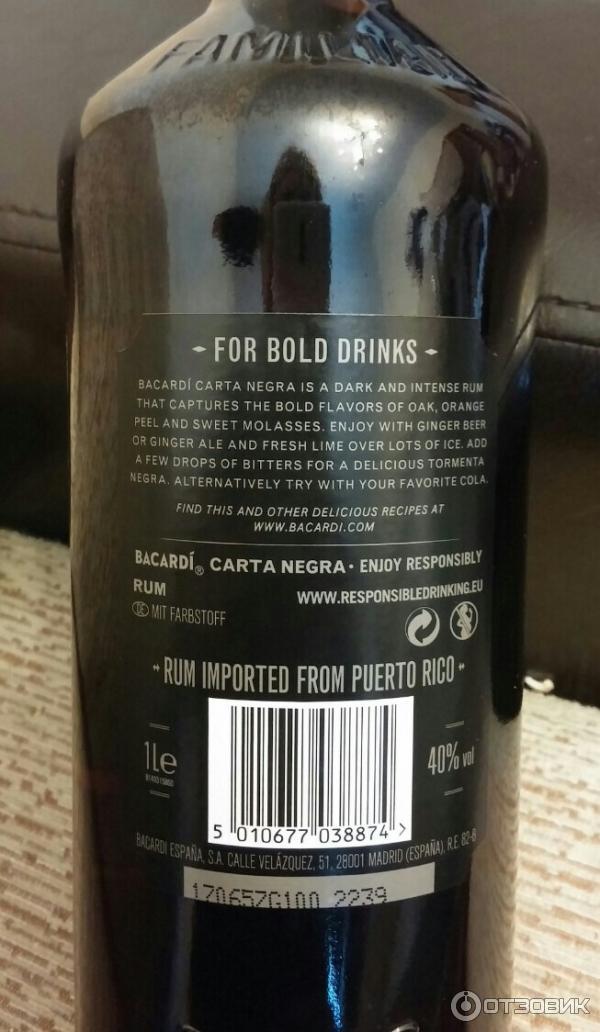 FOR BOLD DRINKS
BACARDÍ CARTA NEGRA IS A DARK AND INTENSE RUM
THAT CAPTURES THE BOLD FLAVORS OF OAK, ORANGE
PEEL AND SWEET MOLASSES. ENJOY WITH GINGER BEER
OR GINGER ALE AND FRESH LIME OVER LOTS OF ICE. ADD
A FEW DROPS OF BITTERS FOR A DELICIOUS TORMENTA
NEGRA. ALTERNATIVELY TRY WITH YOUR FAVORITE COLA.
FIND THIS AND OTHER DELICIOUS RECIPES AT
WWW.BACARDI.COM
BACARDÍ® CARTA NEGRA • ENJOY RESPONSIBLY
RUM WWW.RESPONSIBLEDRINKING.EU
DE MIT FARBSTOFF
RUM IMPORTED FROM PUERTO RICO
1Le 40% vol
5 010677 038874 >
BACARDI ESPAÑA, S.A. CALLE VELÁZQUEZ, 51, 28001 MADRID (ESPAÑA), R.E. 82-B
17065ZG100 2239
ОТЗОВИК